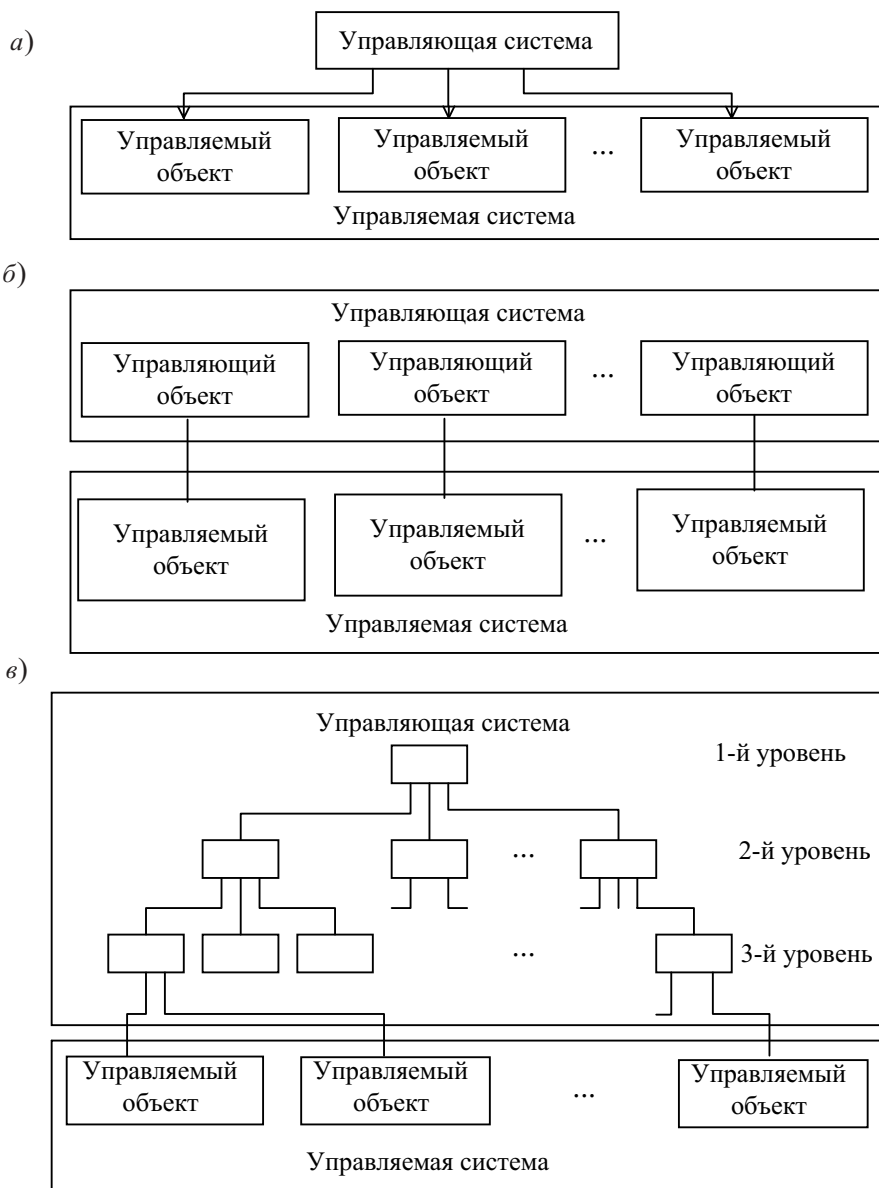 а)
Управляющая система
Управляемый
объект
Управляемый
объект
...
Управляемый
объект
Управляемая система
б)
Управляющая система
Управляющий
объект
Управляющий
объект
...
Управляющий
объект
Управляемый
объект
Управляемый
объект
...
Управляемый
объект
Управляемая система
в)
Управляющая система
1-й уровень
...
2-й уровень
...
3-й уровень
Управляемый
объект
Управляемый
объект
...
Управляемый
объект
Управляемая система